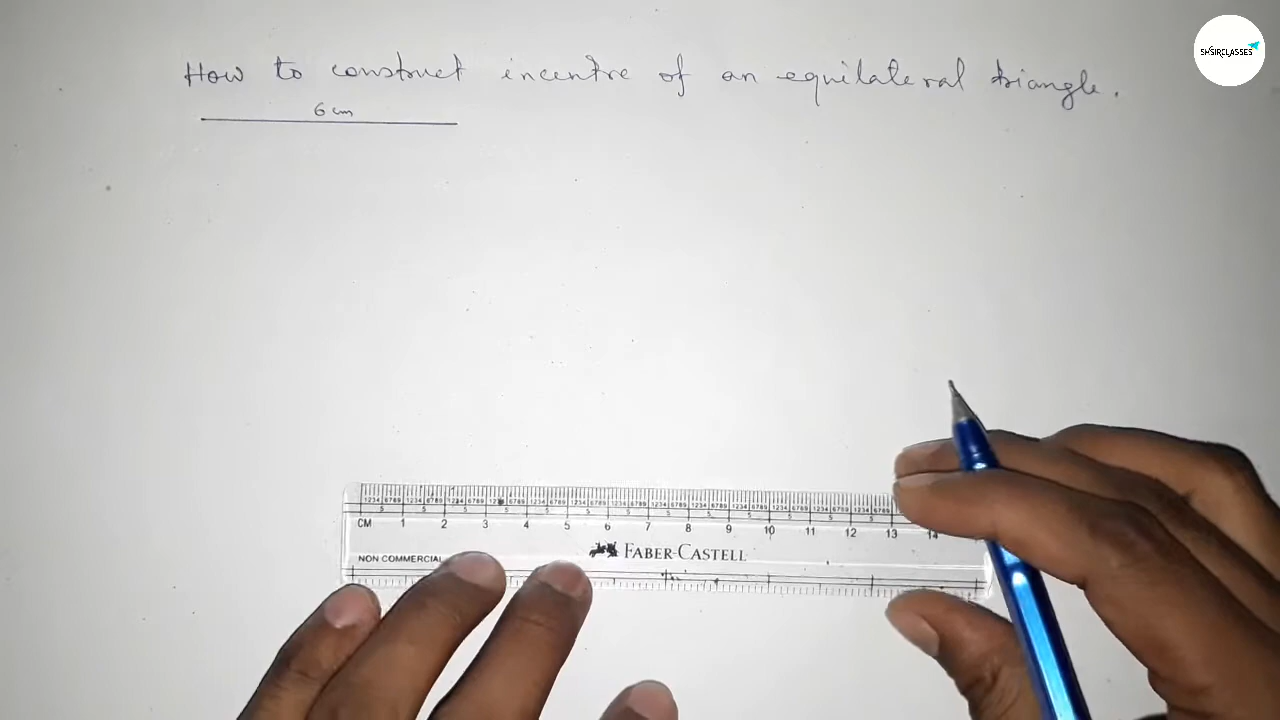 How to construct incentre of an equilateral triangle.
6 cm
SHSIRCLASSES
CM 1 2 3 4 5 6 7 8 9 10 11 12 13 14
FABER-CASTELL
NON COMMERCIAL